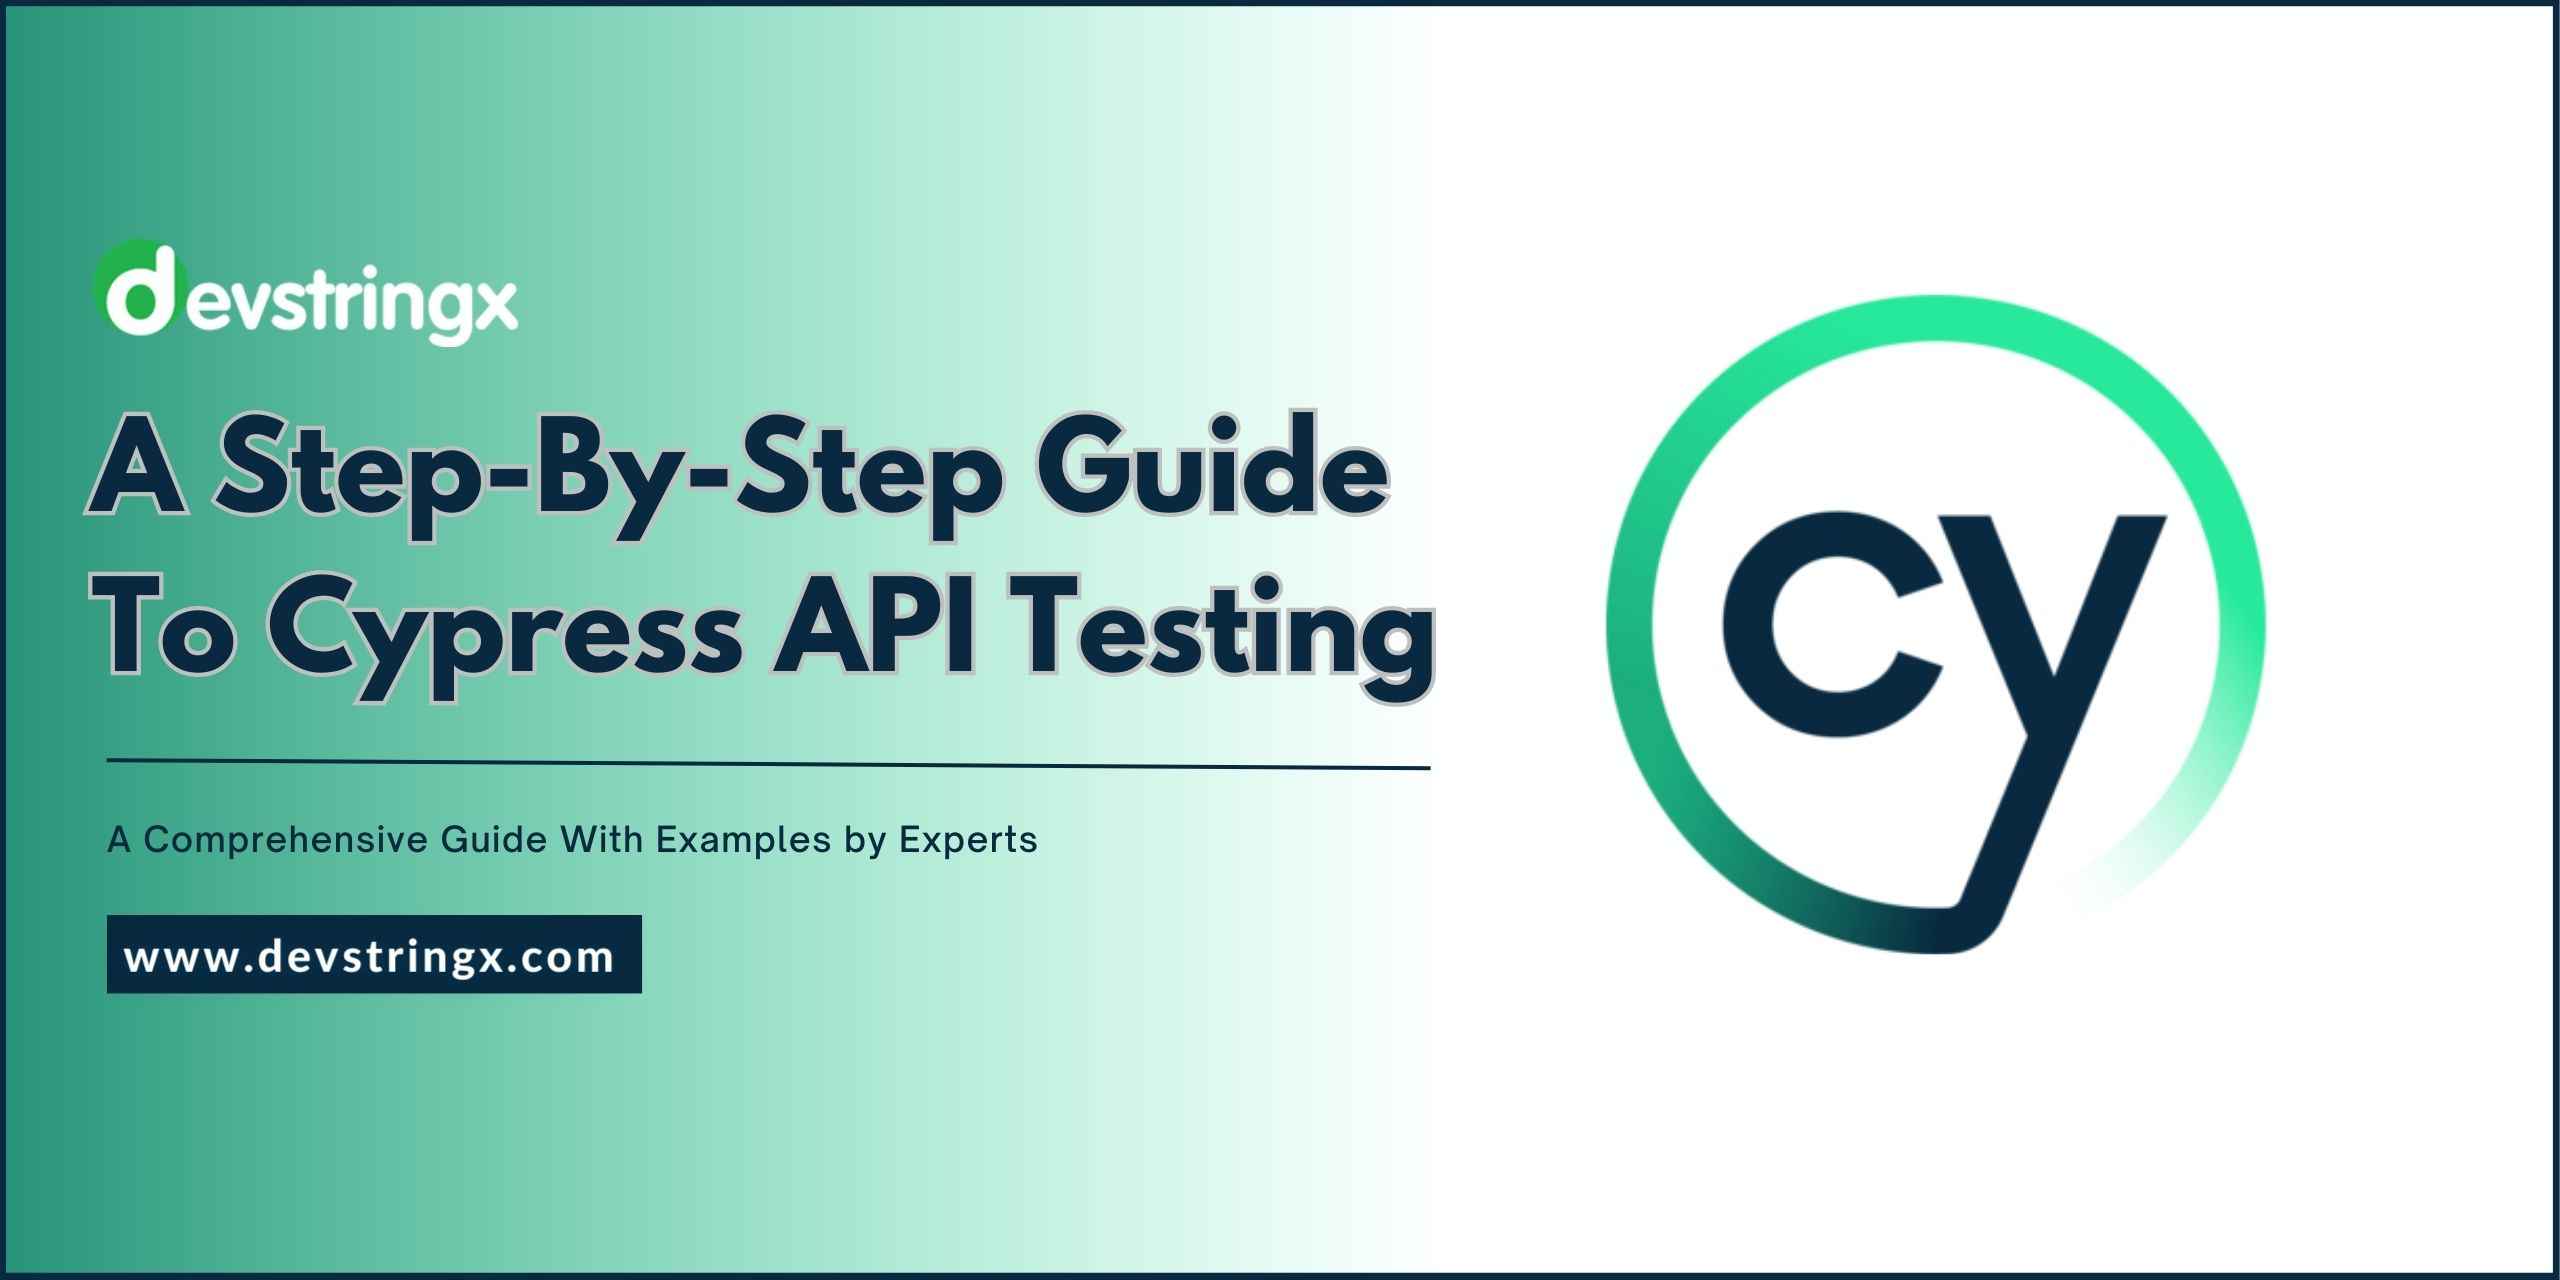 devstringx
A Step-By-Step Guide
To Cypress API Testing
A Comprehensive Guide With Examples by Experts
www.devstringx.com
cy